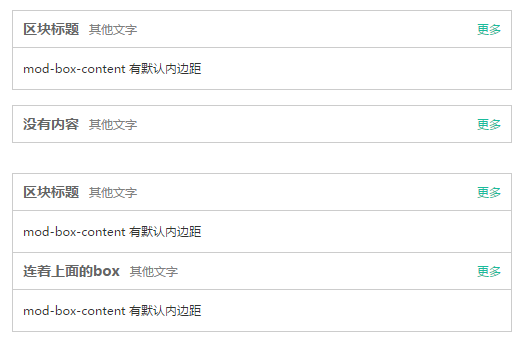 区块标题 其他文字 更多
mod-box-content 有默认内边距
没有内容 其他文字 更多
区块标题 其他文字 更多
mod-box-content 有默认内边距
连着上面的box 其他文字 更多
mod-box-content 有默认内边距